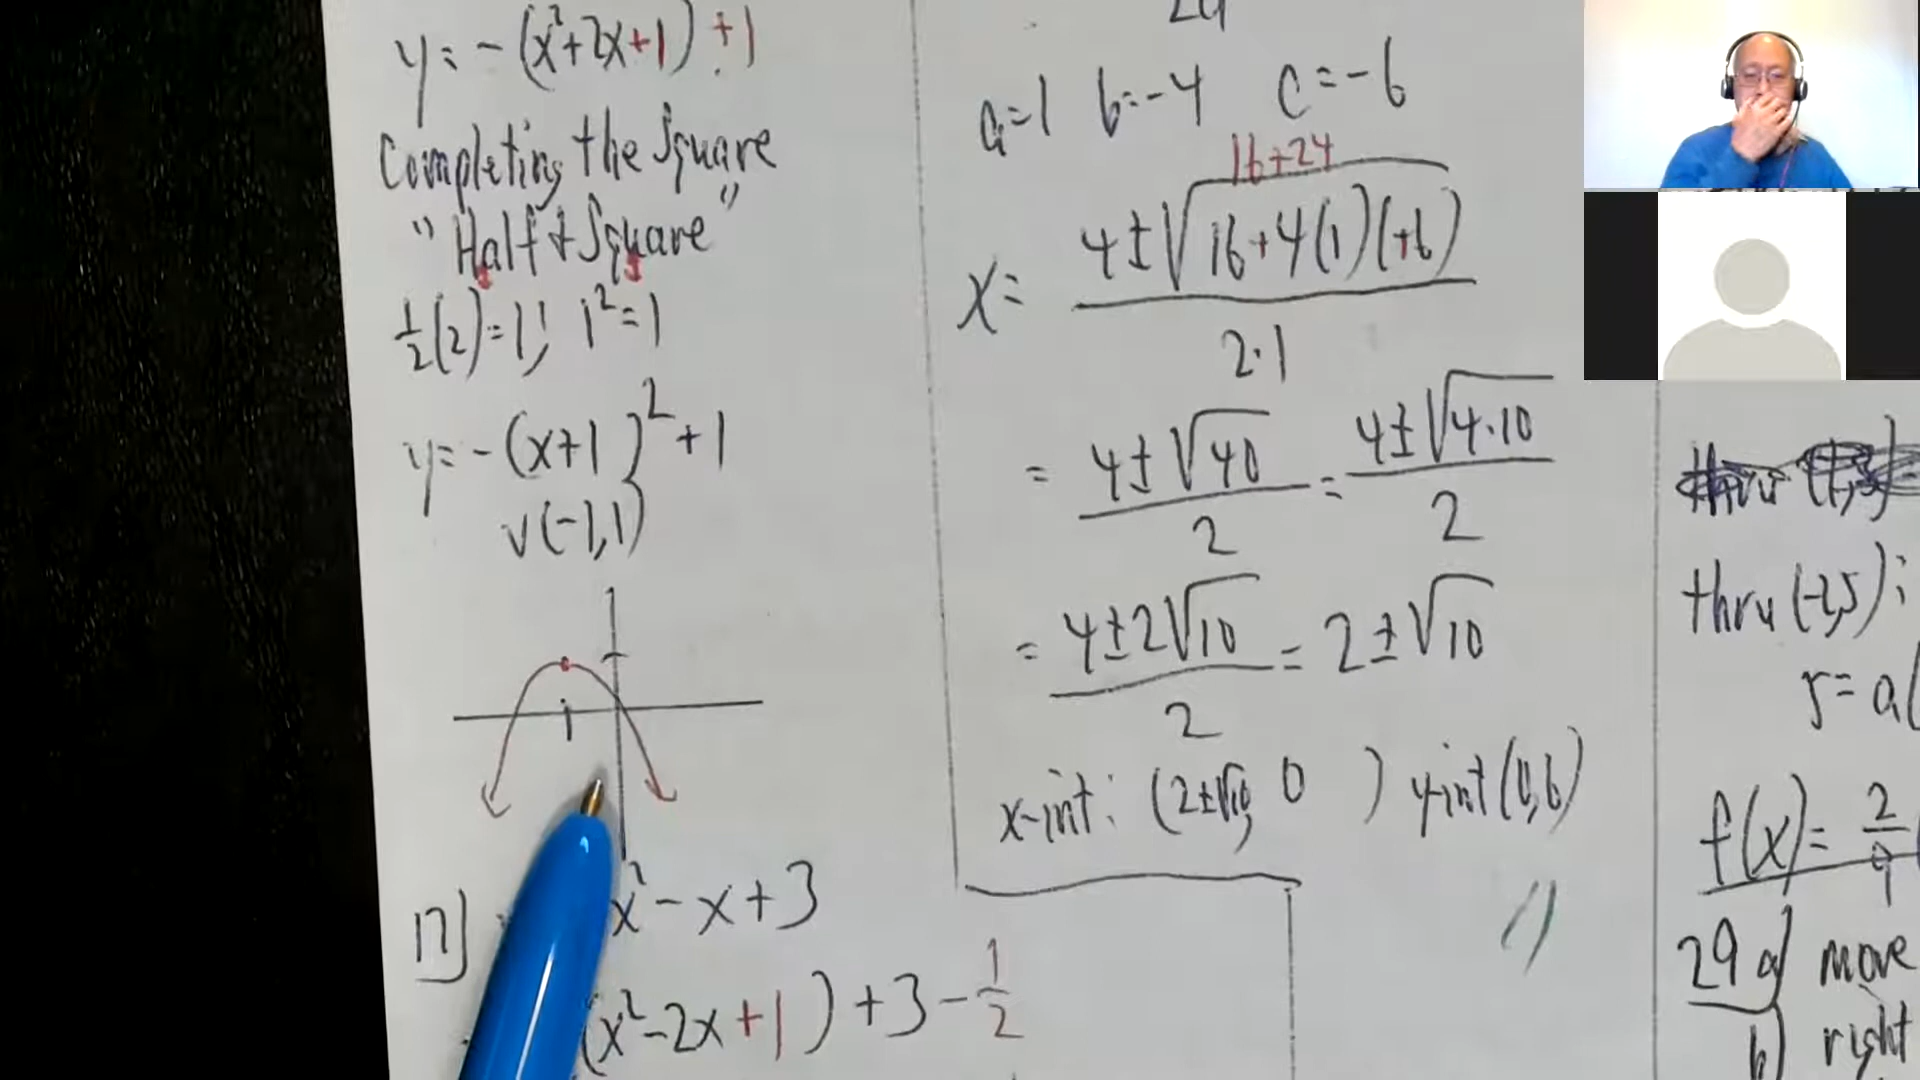 y = -(x²+2x+1)+1
Completing the Square
"Half & Square"
½(2)=1; 1²=1
y = -(x+1)²+1
V(-1,1)
1
17) x²-x+3
(x²-2x+1)+3-½
a=1 b=-4 c=-6
16+24
x= 4±√16+4(1)(+6)
2·1
= 4±√40 / 2 = 4±√4·10 / 2
= 4±2√10 / 2 = 2±√10
x-int: (2±√10, 0 ) y-int(0,6)
thru (-2,5):
5=a(
f(x)= 2/9
29 a) move
b) right